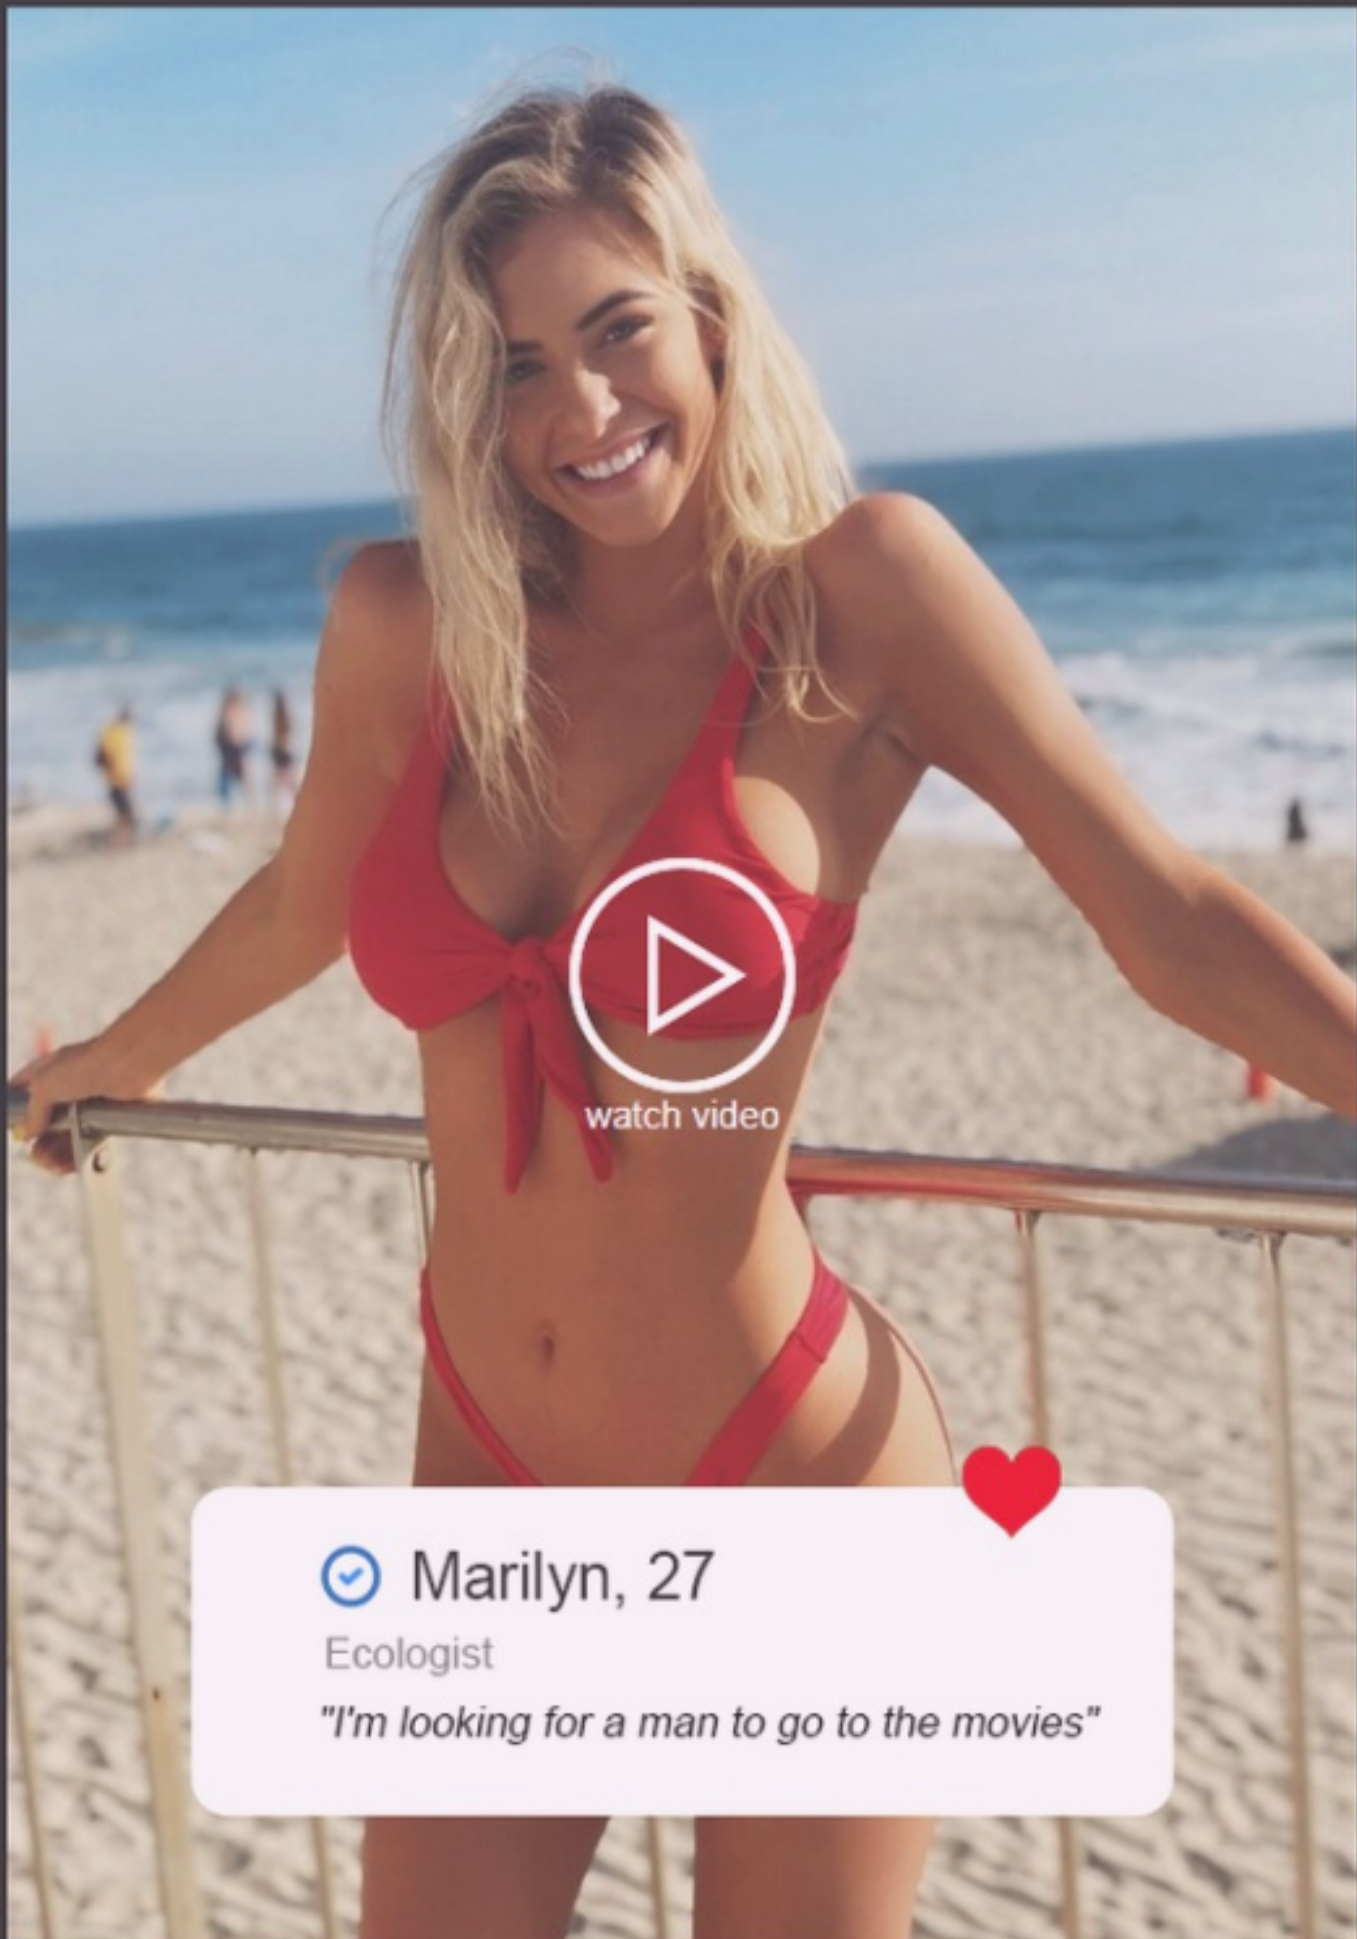 watch video
Marilyn, 27
Ecologist
"I'm looking for a man to go to the movies"